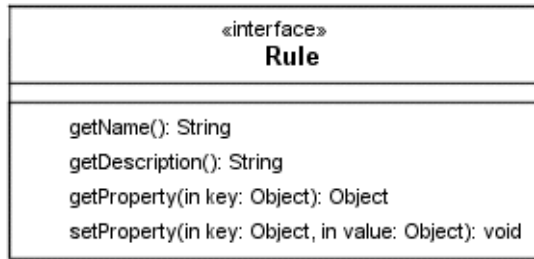 «interface»
Rule
getName(): String
getDescription(): String
getProperty(in key: Object): Object
setProperty(in key: Object, in value: Object): void